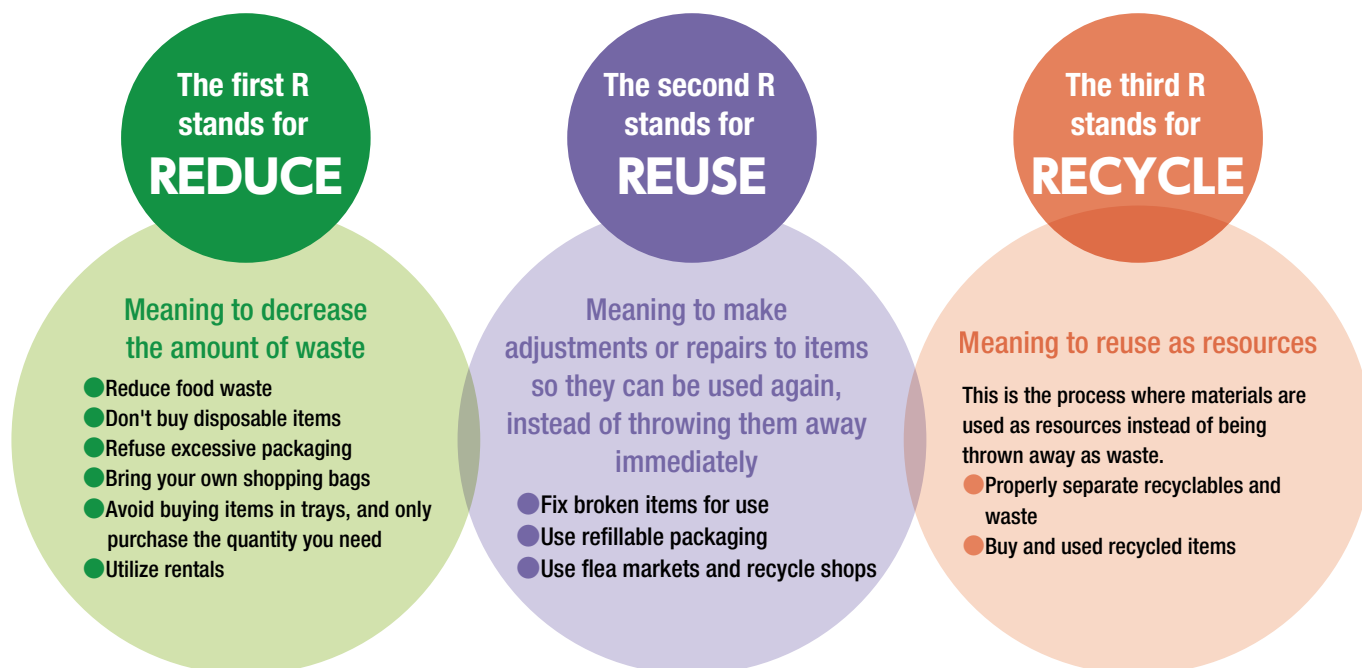 The first R
stands for
REDUCE
Meaning to decrease
the amount of waste
●Reduce food waste
●Don't buy disposable items
●Refuse excessive packaging
●Bring your own shopping bags
●Avoid buying items in trays, and only
purchase the quantity you need
●Utilize rentals
The second R
stands for
REUSE
Meaning to make
adjustments or repairs to items
so they can be used again,
instead of throwing them away
immediately
●Fix broken items for use
●Use refillable packaging
●Use flea markets and recycle shops
The third R
stands for
RECYCLE
Meaning to reuse as resources
This is the process where materials are
used as resources instead of being
thrown away as waste.
●Properly separate recyclables and
waste
●Buy and used recycled items